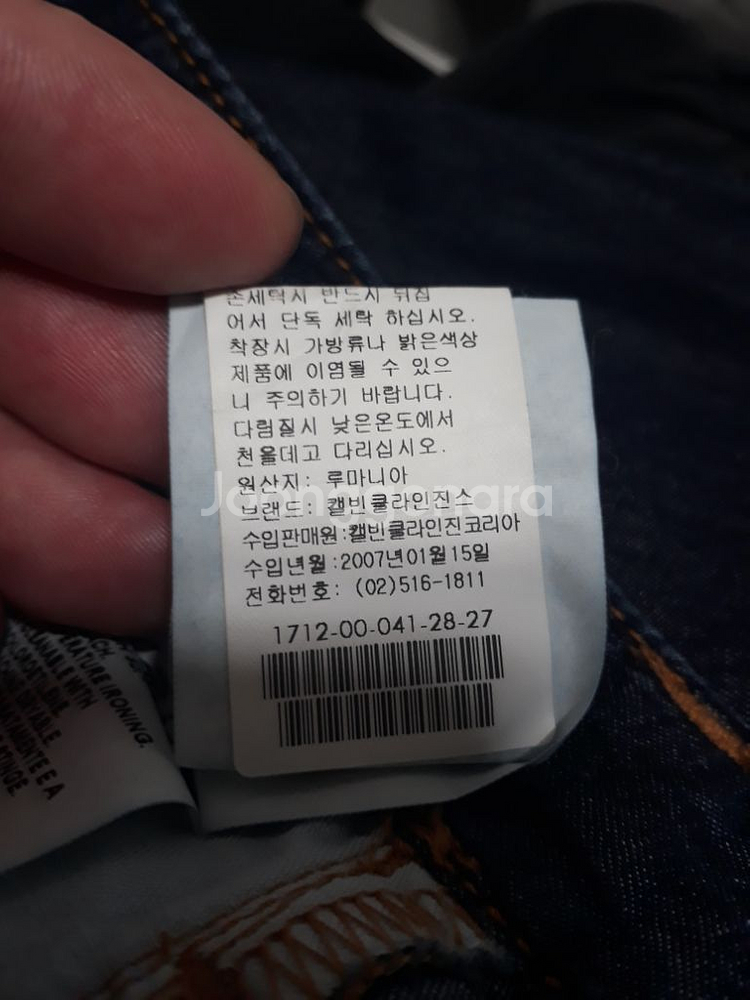 손세탁시 반드시 뒤집
어서 단독 세탁 하십시오.
착장시 가방류나 밝은색상
제품에 이염될 수 있으
니 주의하기 바랍니다.
다림질시 낮은온도에서
천을데고 다리십시오.
원산지: 루마니아
브랜드: 캘빈클라인진스
수입판매원:캘빈클라인진코리아
수입년월:2007년01월15일
전화번호: (02)516-1811
1712-00-041-28-27
Joonggonara
RATURE IRONING.